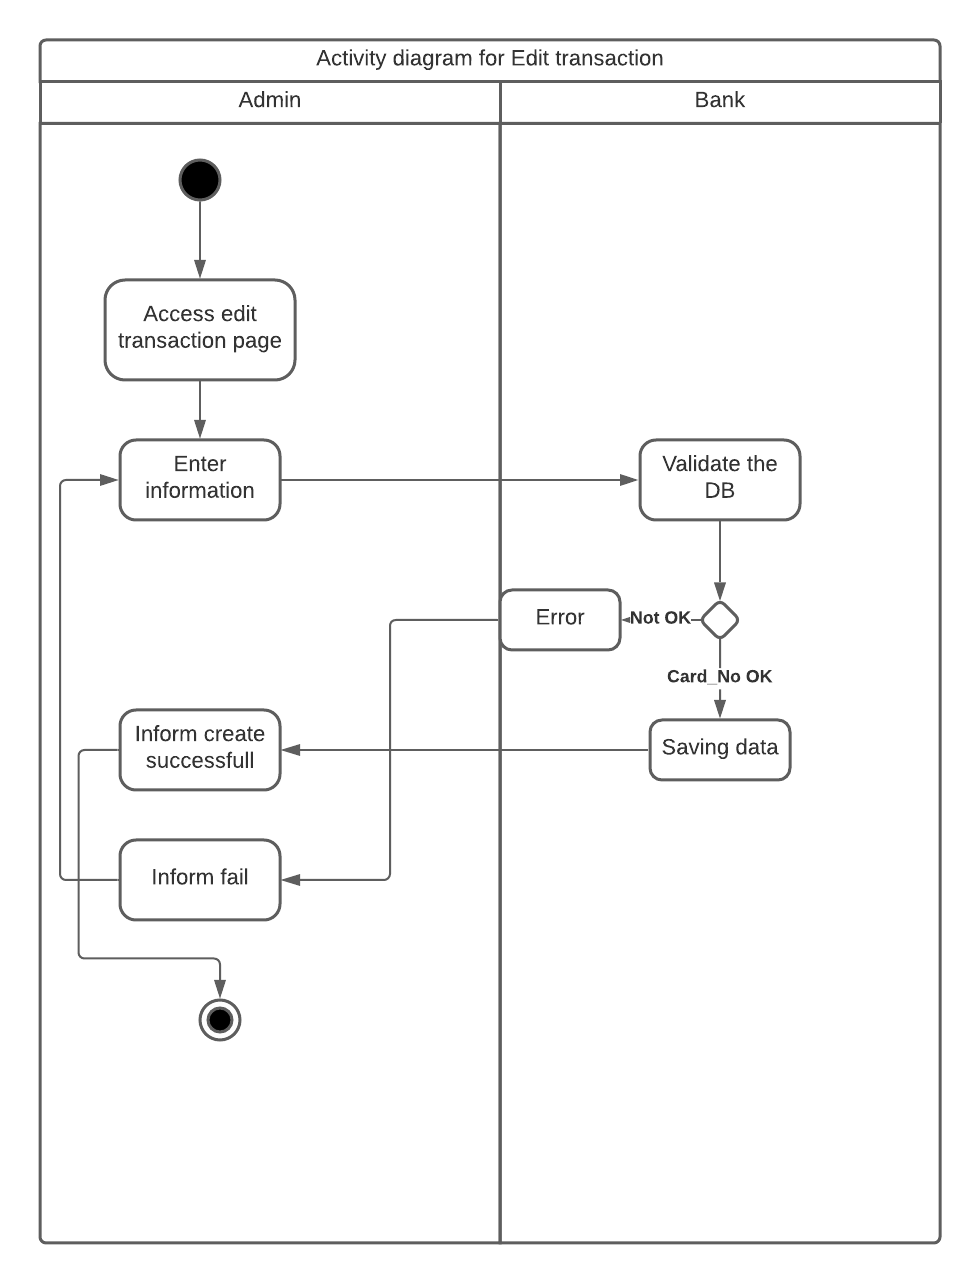 Activity diagram for Edit transaction
Admin
Bank
Access edit
transaction page
Enter
information
Validate the
DB
Error
Not OK
Card_No OK
Inform create
successfull
Saving data
Inform fail